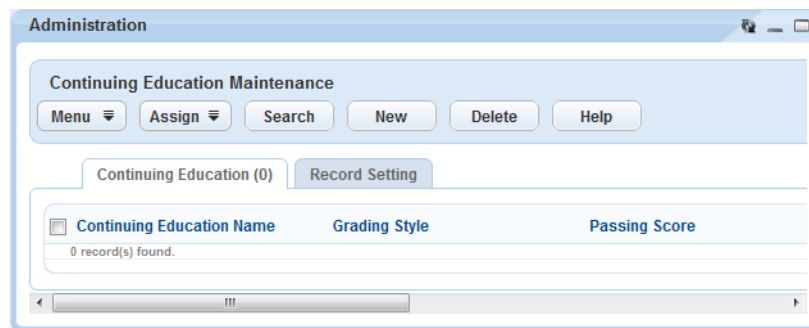 Administration
Continuing Education Maintenance
Menu Assign Search New Delete Help
Continuing Education (0) Record Setting
Continuing Education Name Grading Style Passing Score
0 record(s) found.